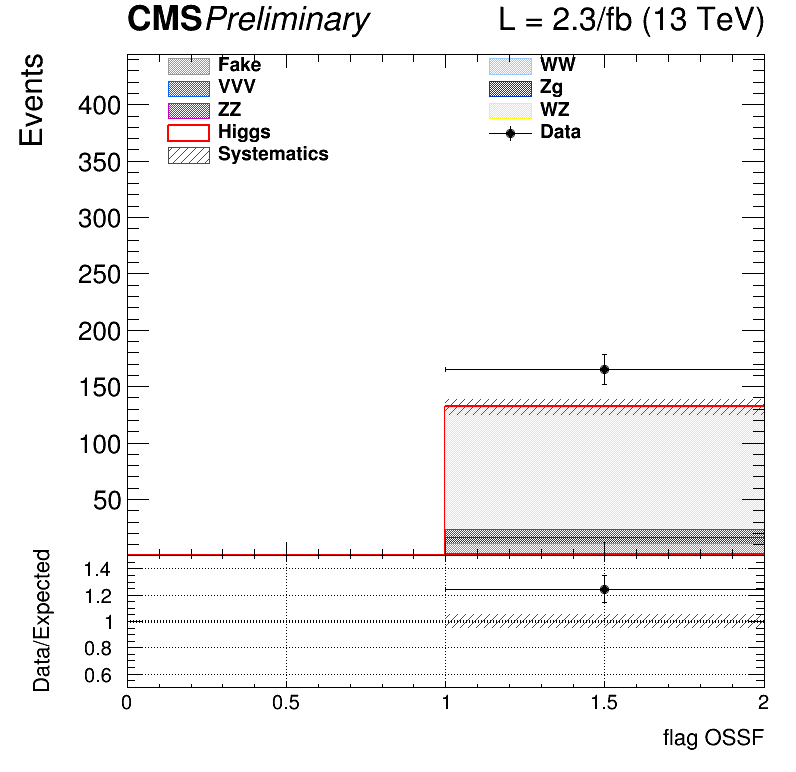 CMSPreliminary L = 2.3/fb (13 TeV)
Events
Fake WW
VVV Zg
ZZ WZ
Higgs Data
Systematics
400
350
300
250
200
150
100
50
Data/Expected
1.4
1.2
1
0.8
0.6
0 0.5 1 1.5 2
flag OSSF